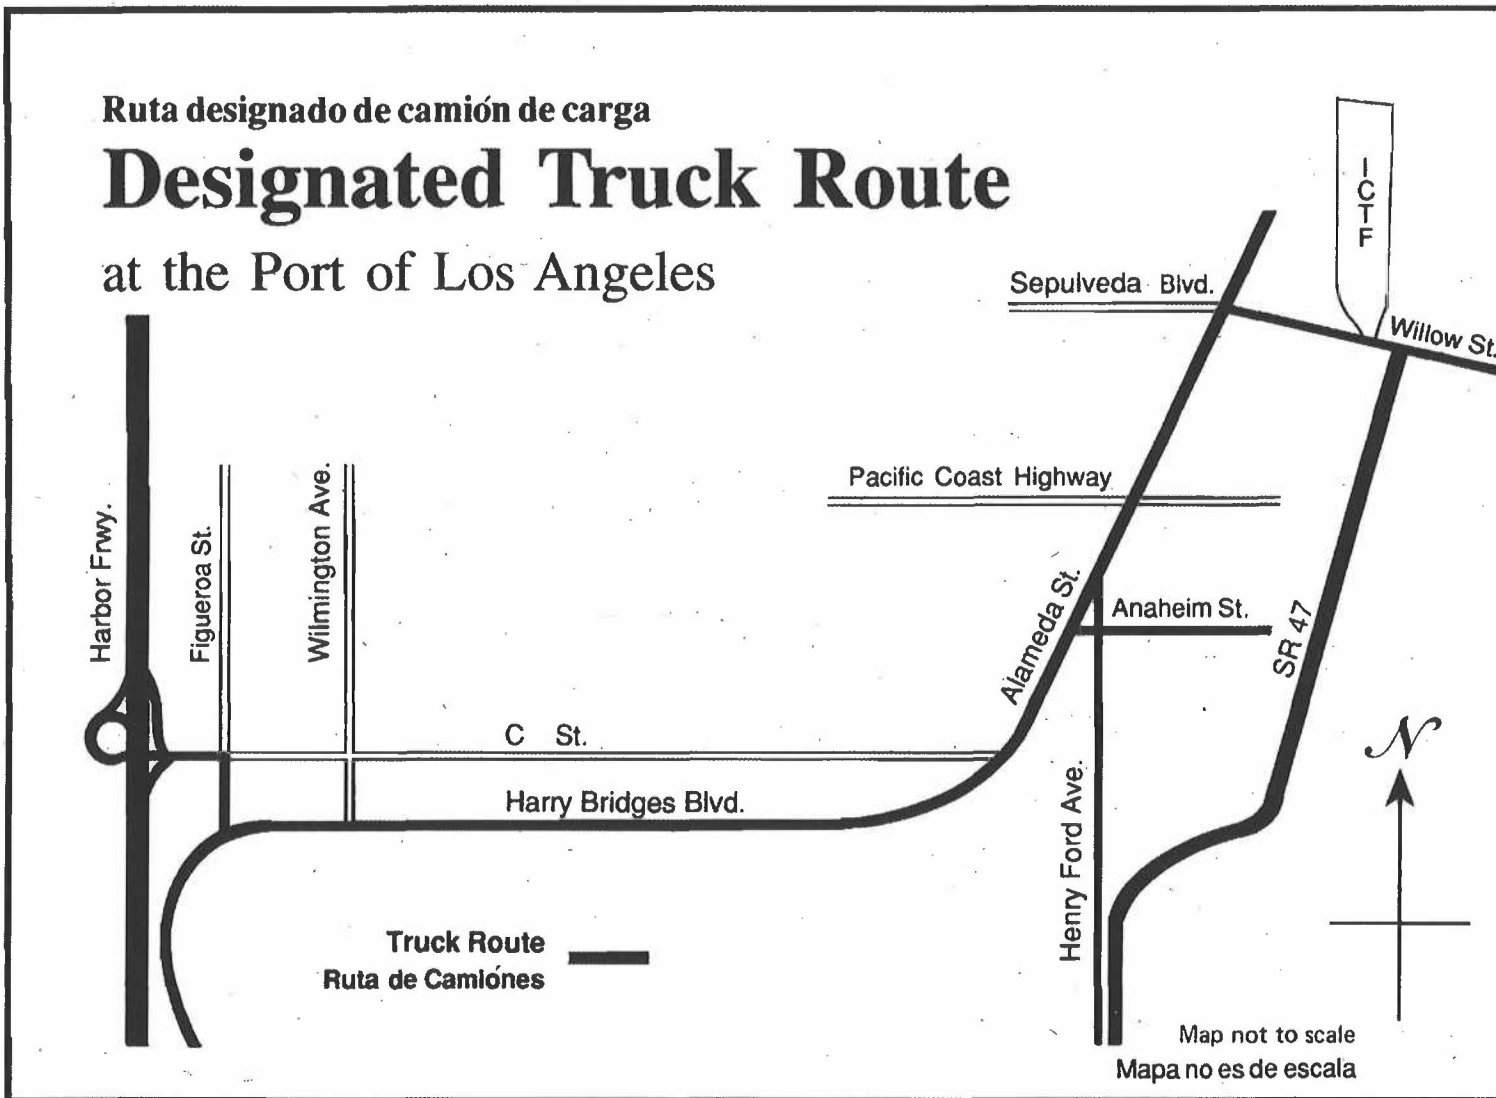 Ruta designado de camión de carga
Designated Truck Route
at the Port of Los Angeles
ICTF
Sepulveda Blvd.
Willow St.
Pacific Coast Highway
Harbor Frwy.
Figueroa St.
Wilmington Ave.
Alameda St.
Anaheim St.
SR 47
C St.
Harry Bridges Blvd.
Henry Ford Ave.
N
Truck Route
Ruta de Camiónes
Map not to scale
Mapa no es de escala